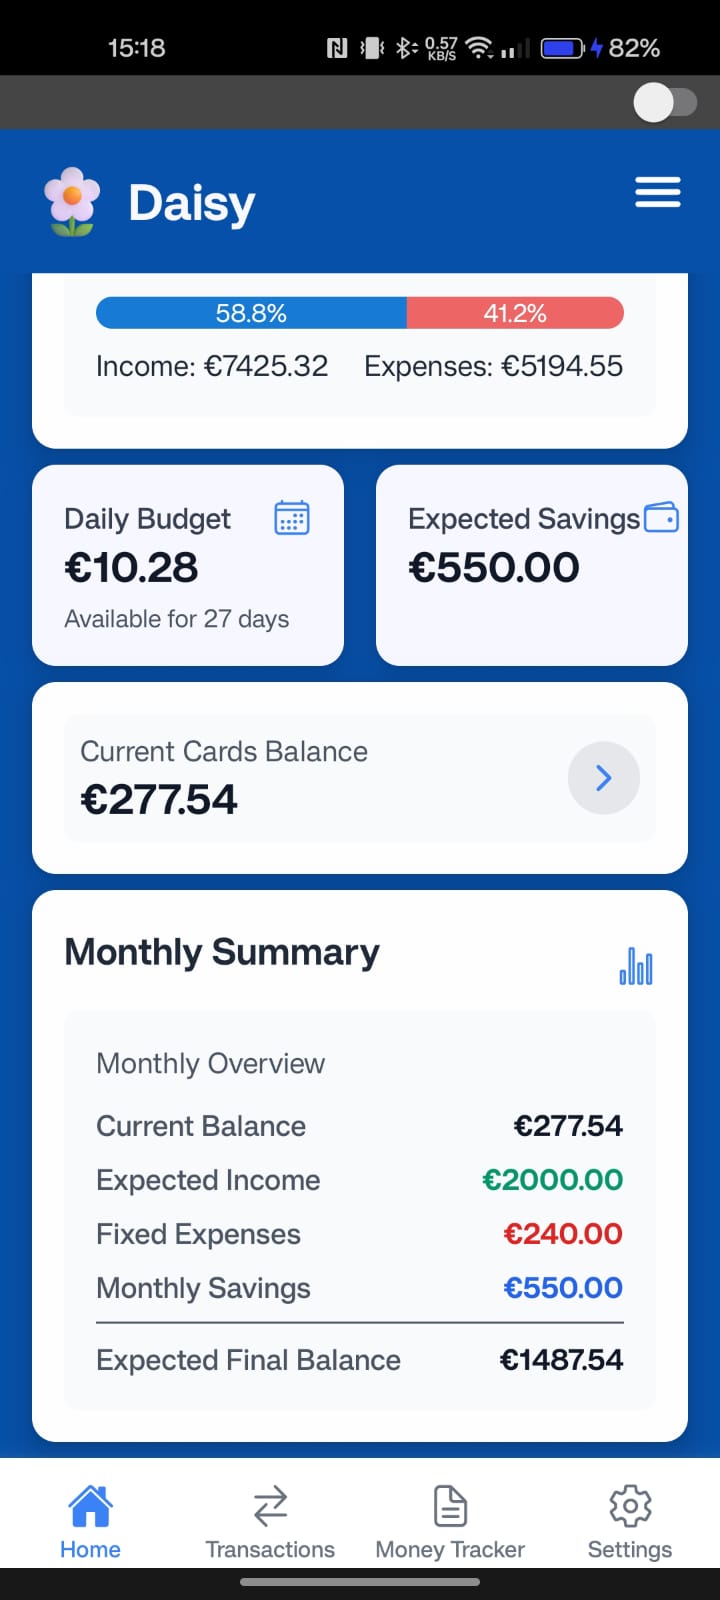 15:18
0.57
KB/S
82%
Daisy
58.8% 41.2%
Income: €7425.32 Expenses: €5194.55
Daily Budget
€10.28
Available for 27 days
Expected Savings
€550.00
Current Cards Balance
€277.54
Monthly Summary
Monthly Overview
Current Balance €277.54
Expected Income €2000.00
Fixed Expenses €240.00
Monthly Savings €550.00
Expected Final Balance €1487.54
Home Transactions Money Tracker Settings